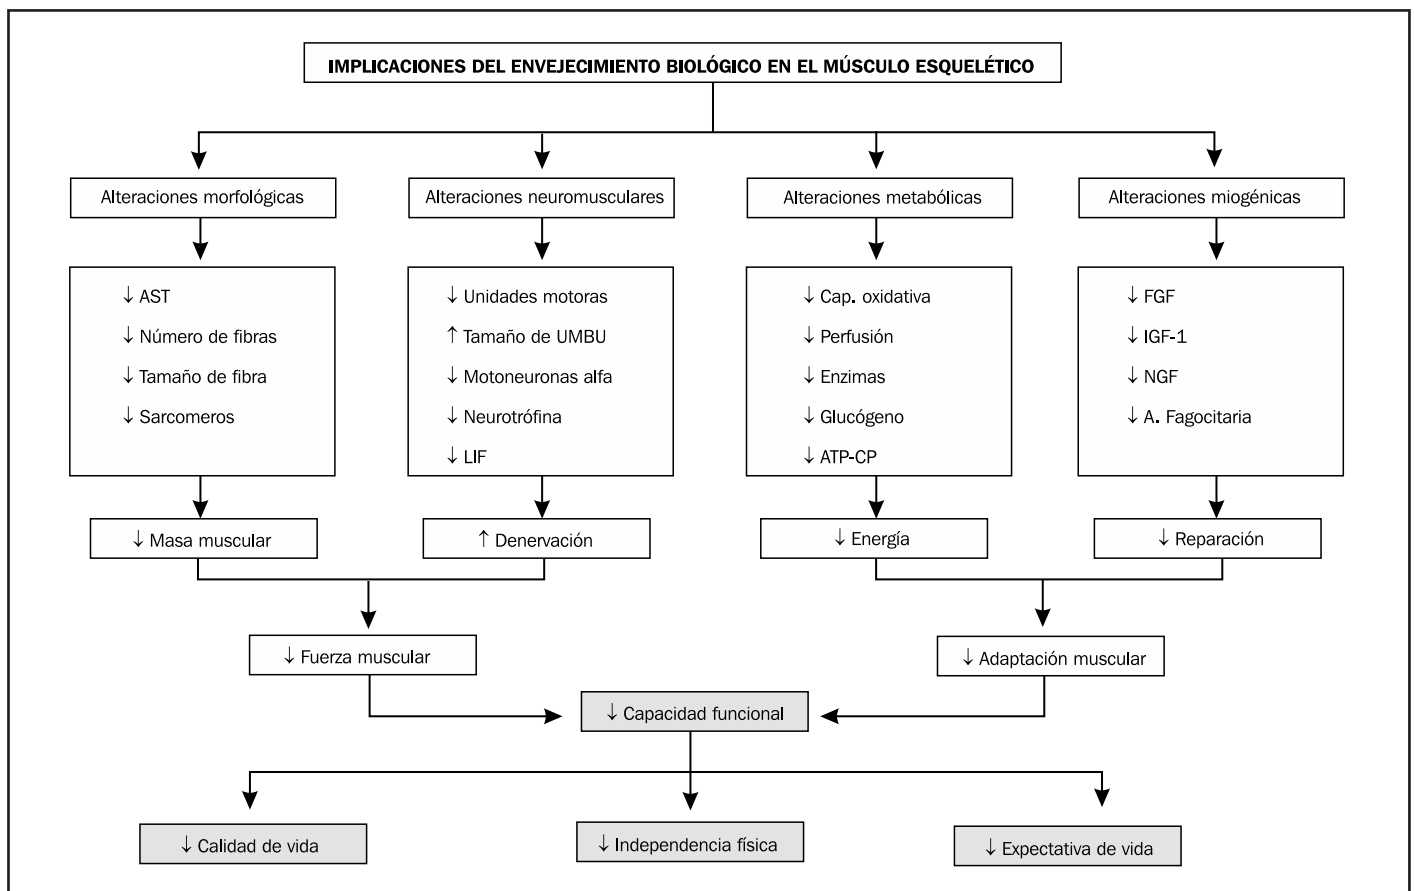 IMPLICACIONES DEL ENVEJECIMIENTO BIOLÓGICO EN EL MÚSCULO ESQUELÉTICO
Alteraciones morfológicas
Alteraciones neuromusculares
Alteraciones metabólicas
Alteraciones miogénicas
↓ AST
↓ Número de fibras
↓ Tamaño de fibra
↓ Sarcomeros
↓ Unidades motoras
↑ Tamaño de UMBU
↓ Motoneuronas alfa
↓ Neurotrófina
↓ LIF
↓ Cap. oxidativa
↓ Perfusión
↓ Enzimas
↓ Glucógeno
↓ ATP-CP
↓ FGF
↓ IGF-1
↓ NGF
↓ A. Fagocitaria
↓ Masa muscular
↑ Denervación
↓ Energía
↓ Reparación
↓ Fuerza muscular
↓ Adaptación muscular
↓ Capacidad funcional
↓ Calidad de vida
↓ Independencia física
↓ Expectativa de vida